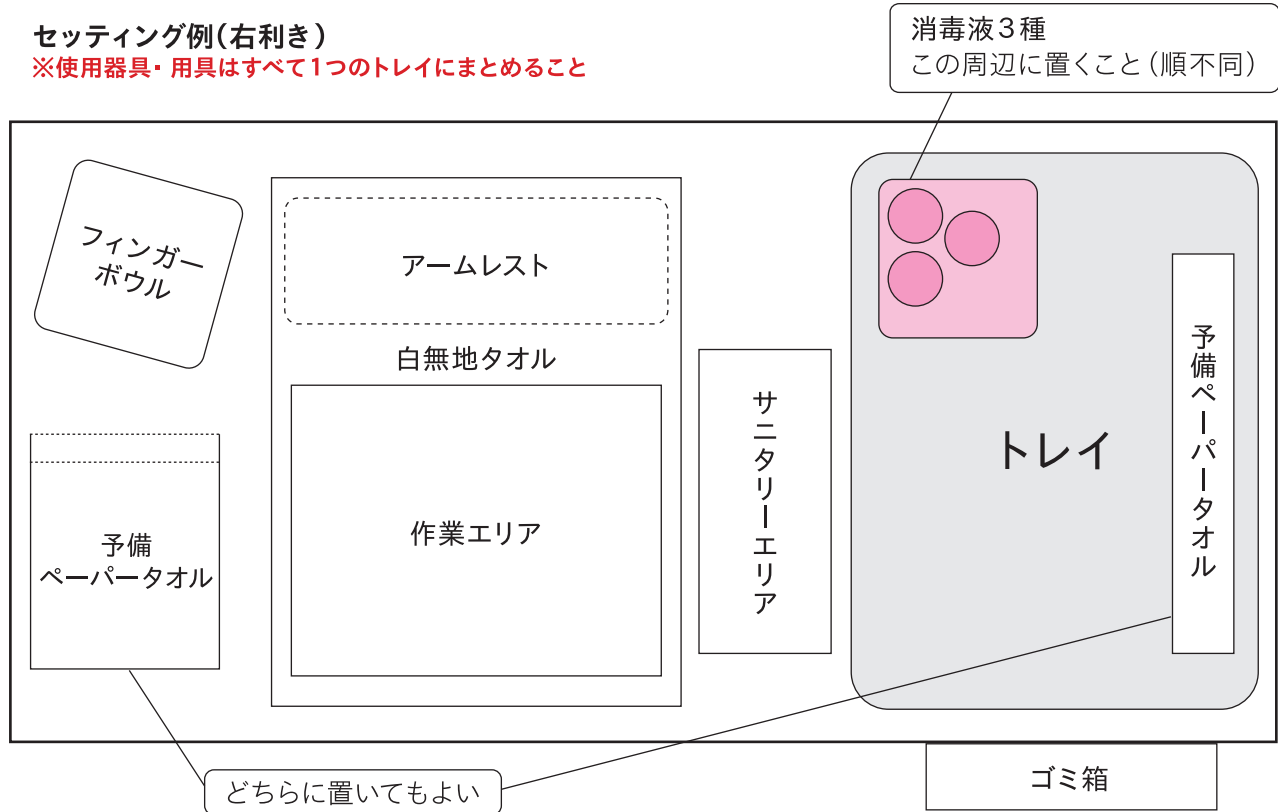 セッティング例(右利き)
※使用器具・用具はすべて1つのトレイにまとめること
消毒液3種
この周辺に置くこと(順不同)
フィンガー
ボウル
アームレスト
白無地タオル
作業エリア
予備
ペーパータオル
サニタリーエリア
トレイ
予備ペーパータオル
どちらに置いてもよい
ゴミ箱